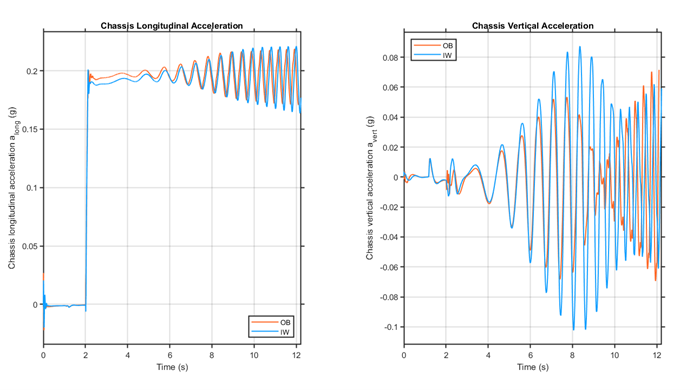 Chassis Longitudinal Acceleration
Chassis longitudinal acceleration a_long (g)
0.2
0.15
0.1
0.05
0
0 2 4 6 8 10 12
Time (s)
OB
IW
Chassis Vertical Acceleration
Chassis vertical acceleration a_vert (g)
OB
IW
0.08
0.06
0.04
0.02
0
-0.02
-0.04
-0.06
-0.08
-0.1
0 2 4 6 8 10 12
Time (s)